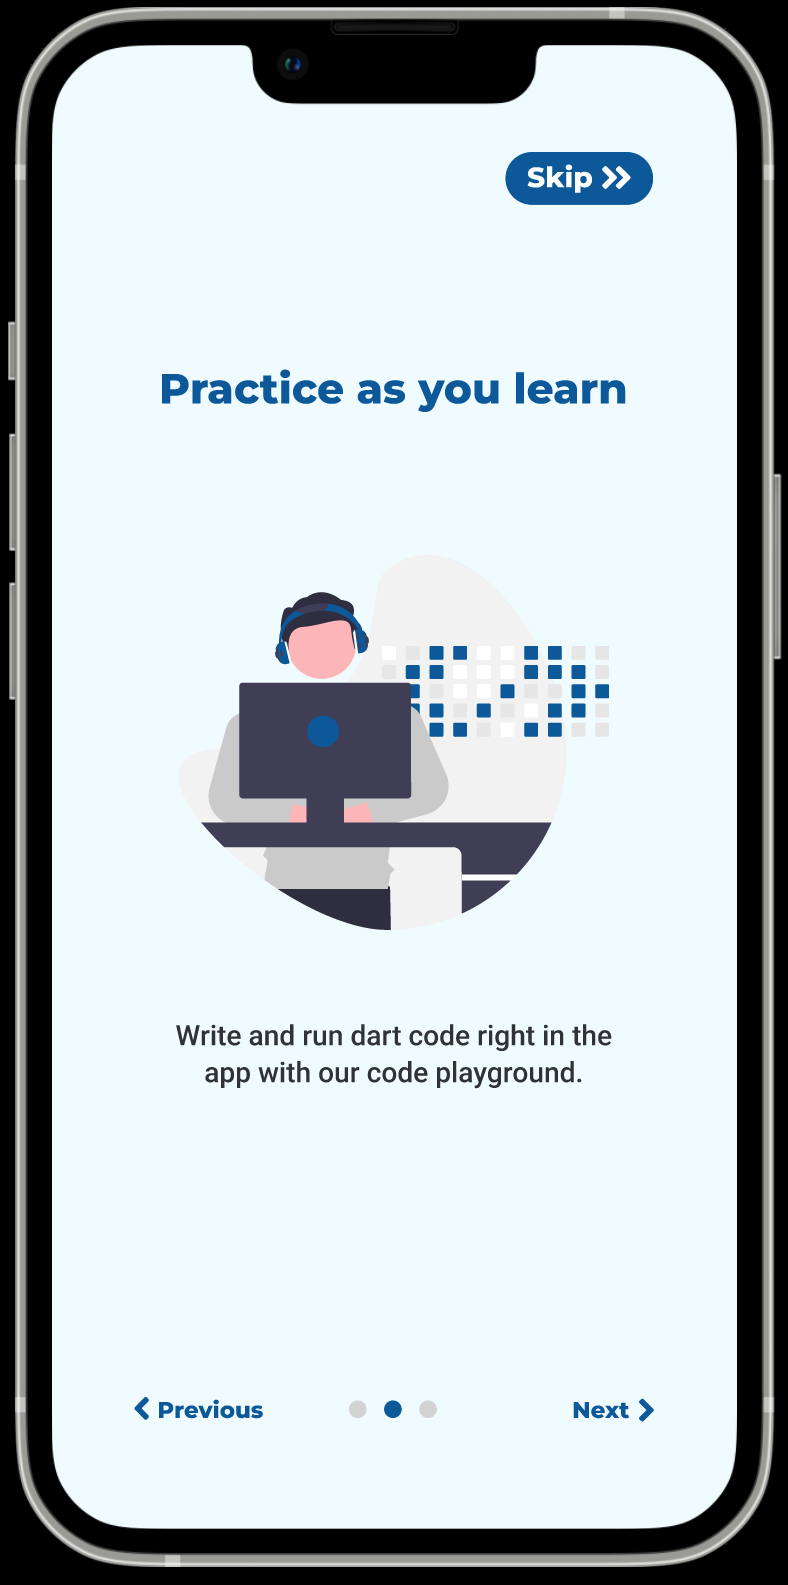 Skip
Practice as you learn
Write and run dart code right in the
app with our code playground.
Previous
Next